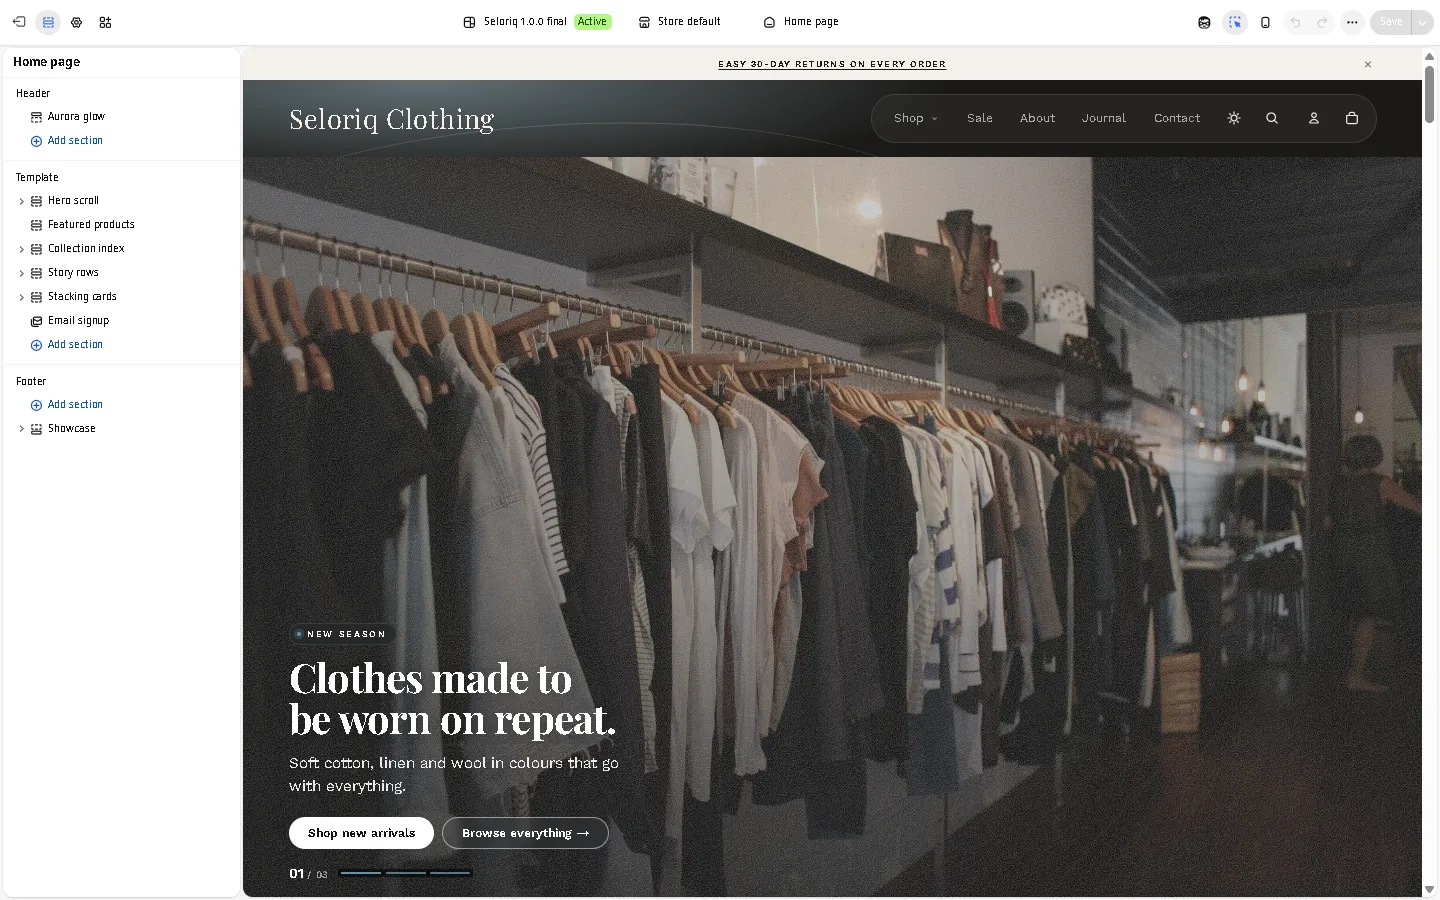 Seloriq 1.0.0 final
Active
Store default
Home page
Save
Home page
Header
Aurora glow
Add section
Template
Hero scroll
Featured products
Collection index
Story rows
Stacking cards
Email signup
Add section
Footer
Add section
Showcase
EASY 30-DAY RETURNS ON EVERY ORDER
Seloriq Clothing
Shop
Sale
About
Journal
Contact
NEW SEASON
Clothes made to
be worn on repeat.
Soft cotton, linen and wool in colours that go
with everything.
Shop new arrivals
Browse everything →
01 / 03